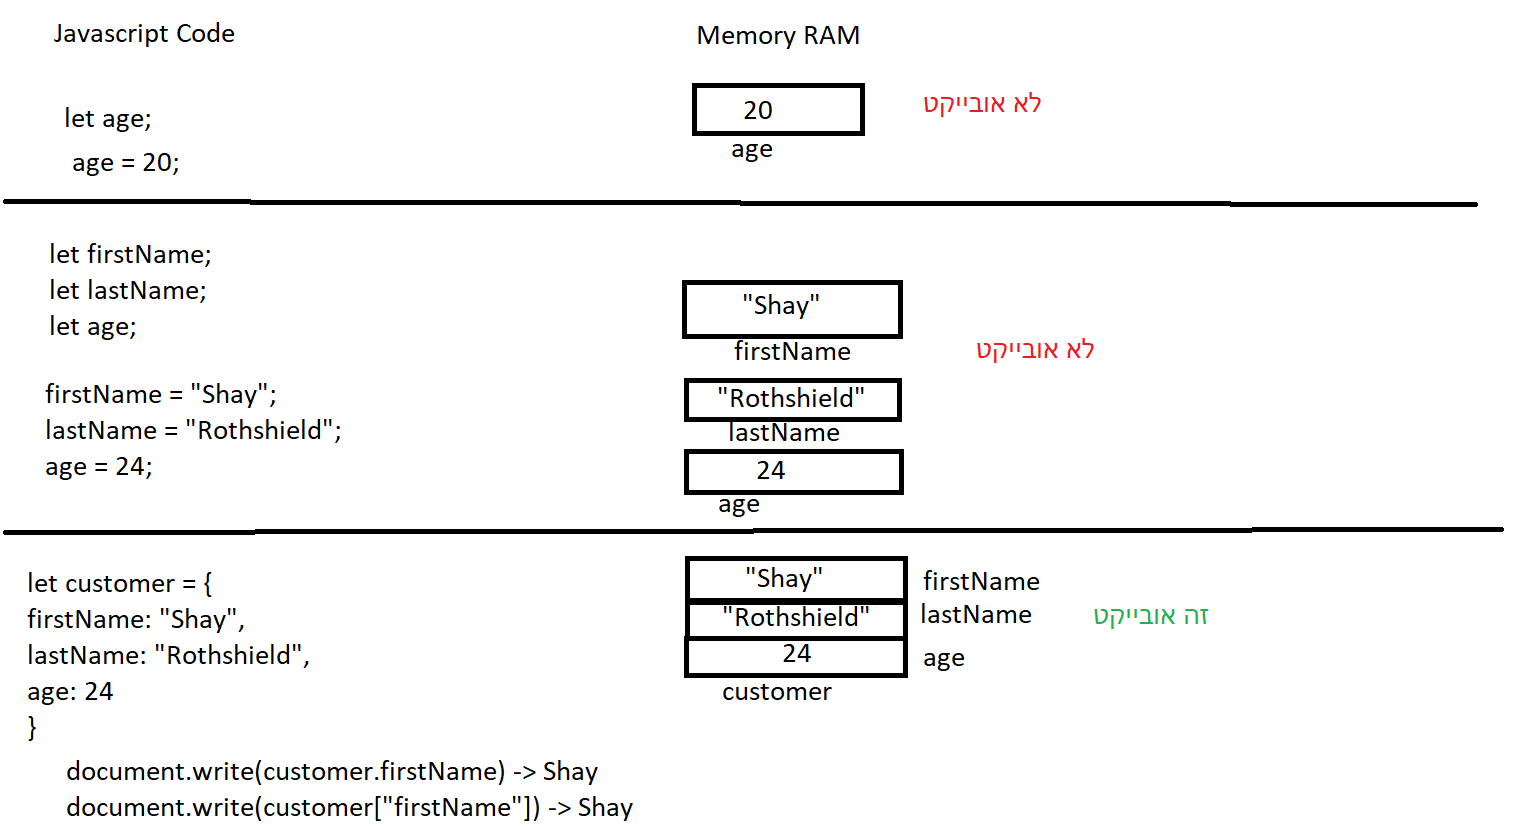 Javascript Code
Memory RAM
let age;
age = 20;
20
age
לא אובייקט
let firstName;
let lastName;
let age;
firstName = "Shay";
lastName = "Rothshield";
age = 24;
"Shay"
firstName
"Rothshield"
lastName
24
age
לא אובייקט
let customer = {
firstName: "Shay",
lastName: "Rothshield",
age: 24
}
document.write(customer.firstName) -> Shay
document.write(customer["firstName"]) -> Shay
"Shay" firstName
"Rothshield" lastName
24 age
customer
זה אובייקט